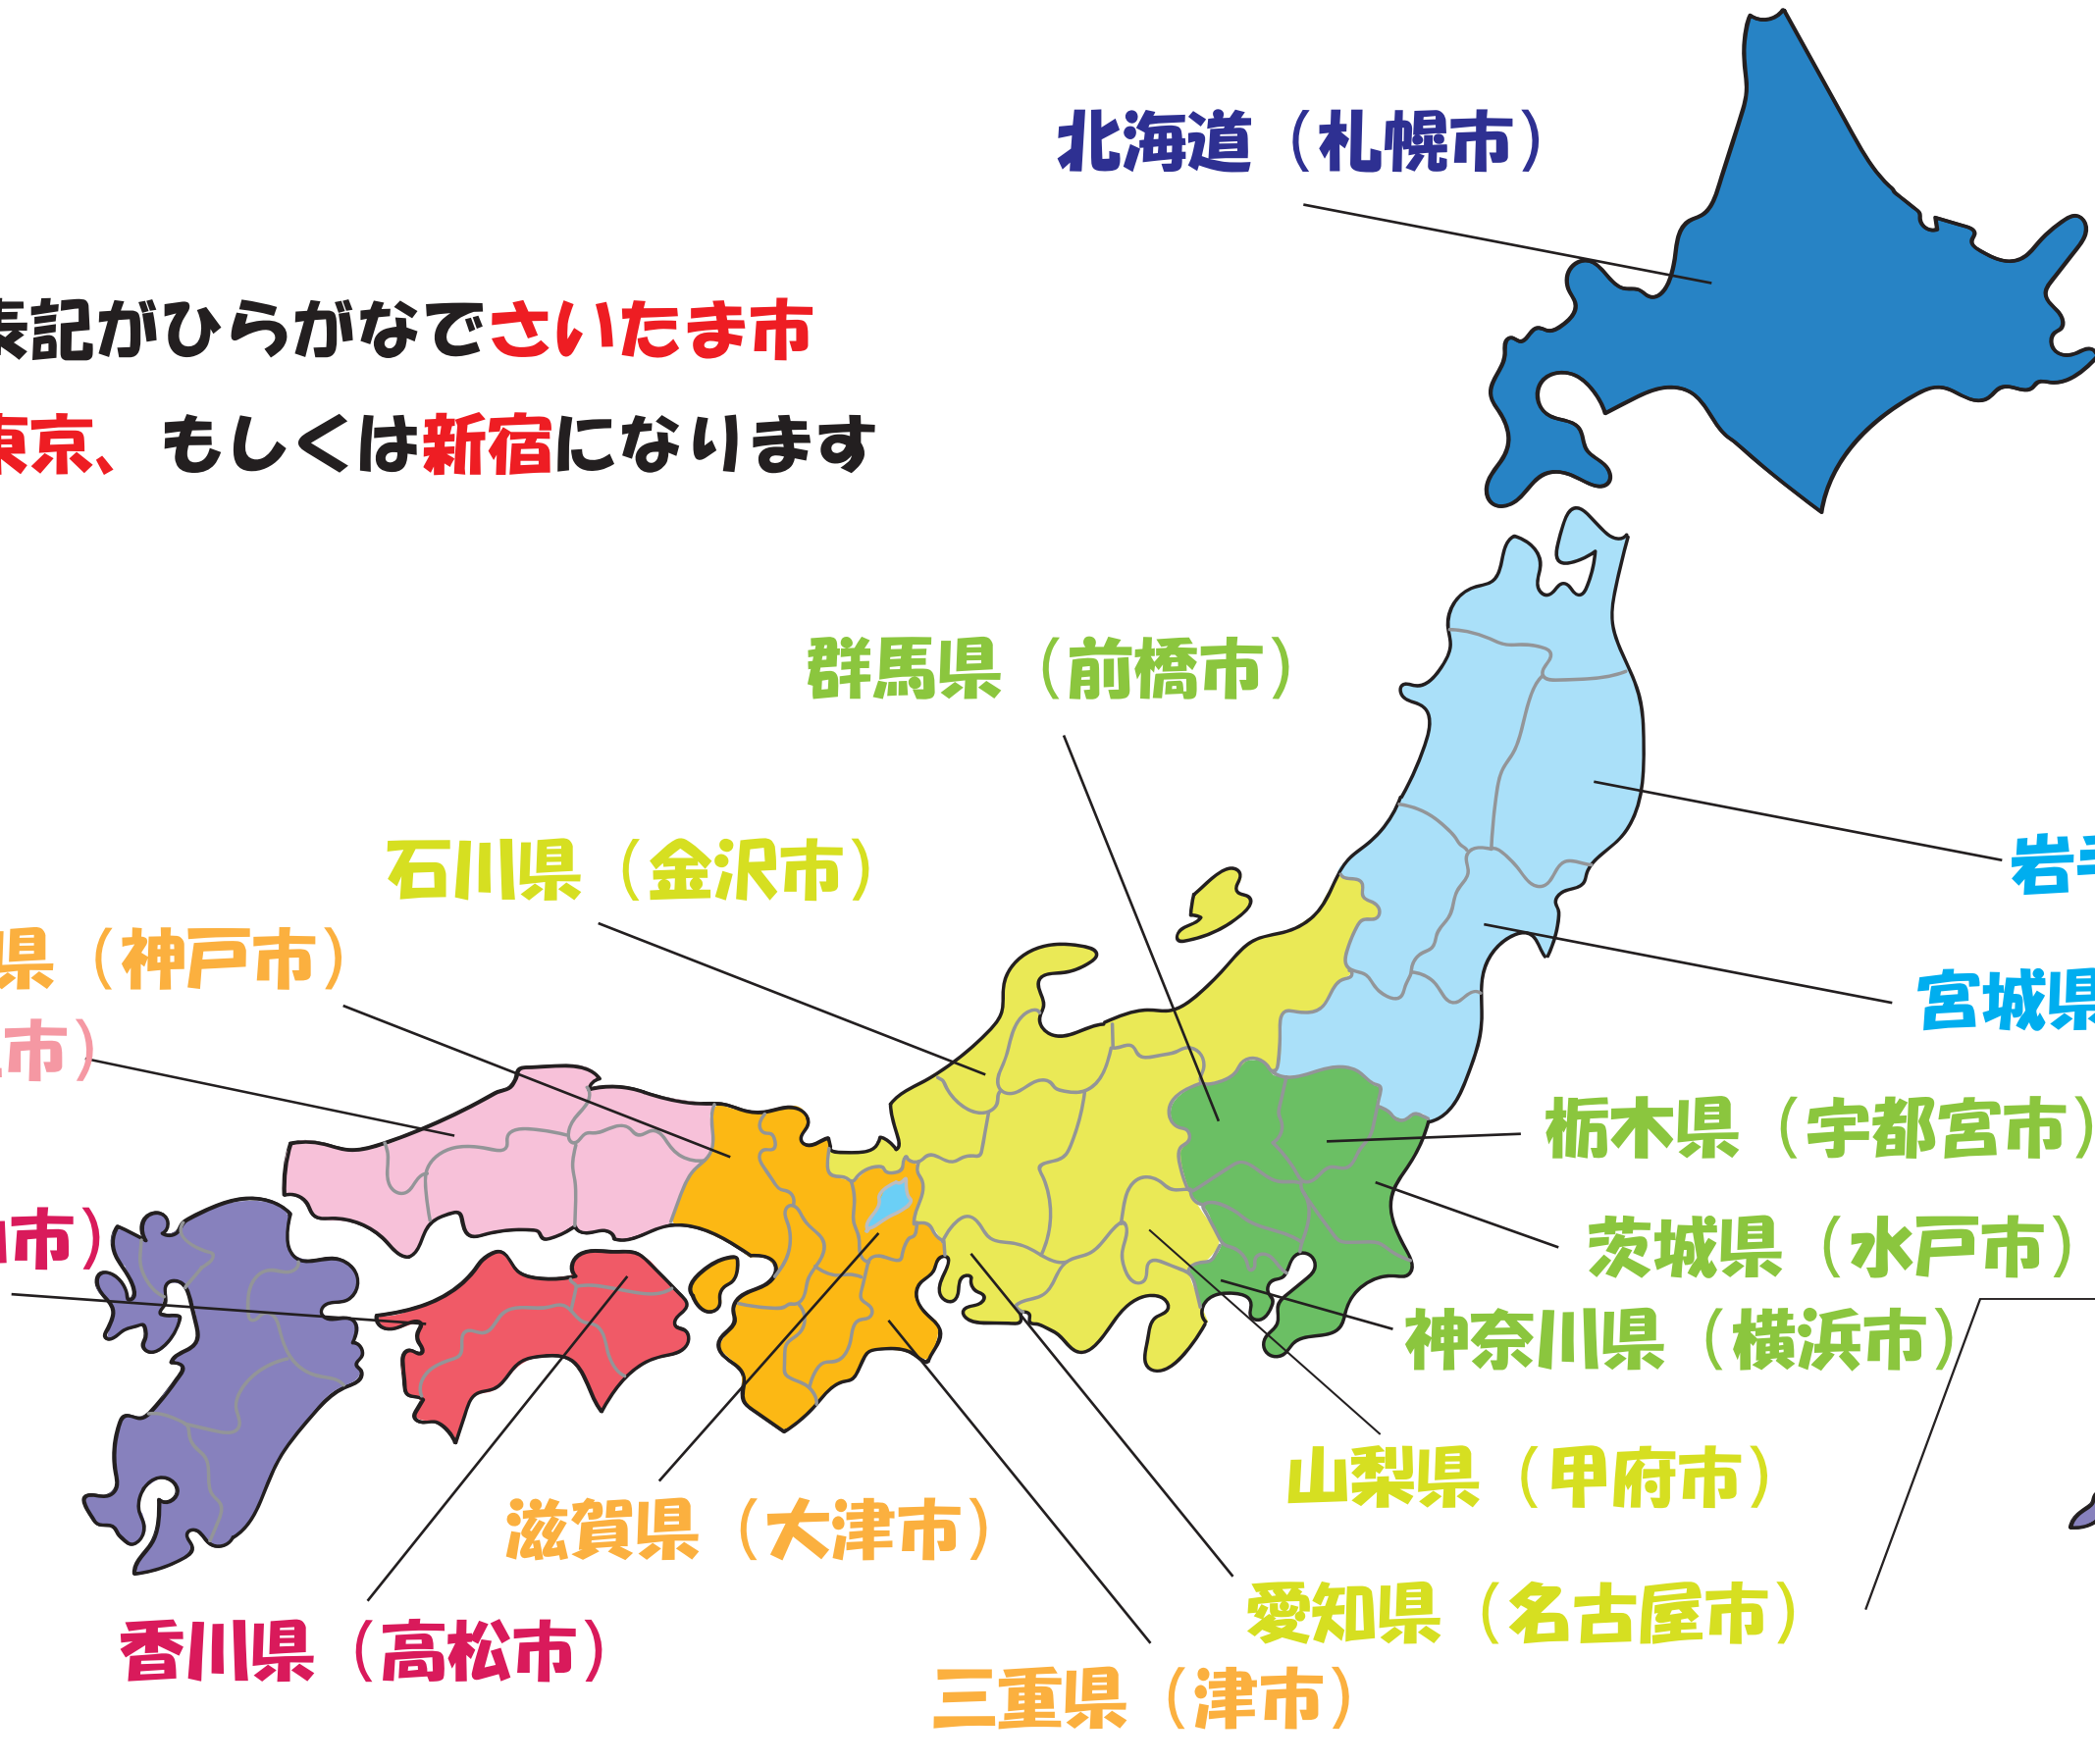 北海道（札幌市）
表記がひらがなでさいたま市
東京、もしくは新宿になります
群馬県（前橋市）
石川県（金沢市）
岩手
県（神戸市）
宮城県
市）
栃木県（宇都宮市）
市）
茨城県（水戸市）
神奈川県（横浜市）
山梨県（甲府市）
滋賀県（大津市）
愛知県（名古屋市）
香川県（高松市）
三重県（津市）